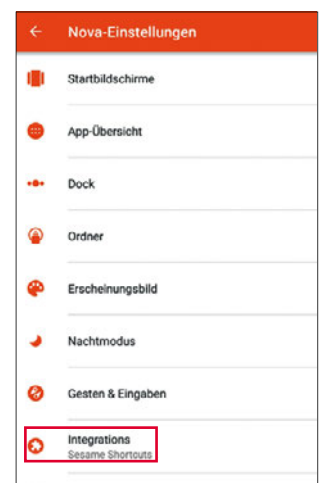 Nova-Einstellungen
Startbildschirme
App-Übersicht
Dock
Ordner
Erscheinungsbild
Nachtmodus
Gesten & Eingaben
Integrations
Sesame Shortcuts